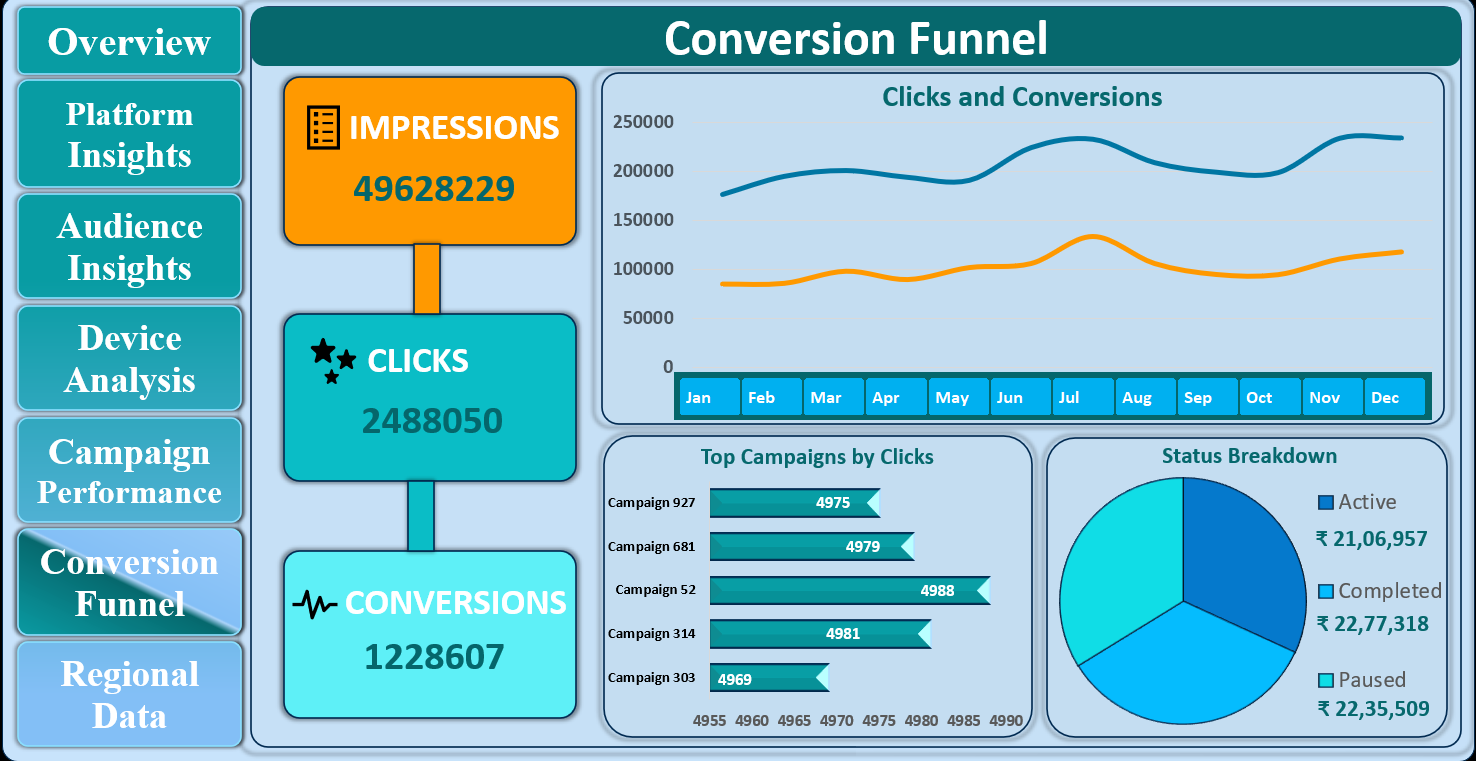 Overview
Platform
Insights
Audience
Insights
Device
Analysis
Campaign
Performance
Conversion
Funnel
Regional
Data
Conversion Funnel
IMPRESSIONS
49628229
CLICKS
2488050
CONVERSIONS
1228607
Clicks and Conversions
250000
200000
150000
100000
50000
0
Jan Feb Mar Apr May Jun Jul Aug Sep Oct Nov Dec
Top Campaigns by Clicks
Campaign 927 4975
Campaign 681 4979
Campaign 52 4988
Campaign 314 4981
Campaign 303 4969
4955 4960 4965 4970 4975 4980 4985 4990
Status Breakdown
Active
₹ 21,06,957
Completed
₹ 22,77,318
Paused
₹ 22,35,509